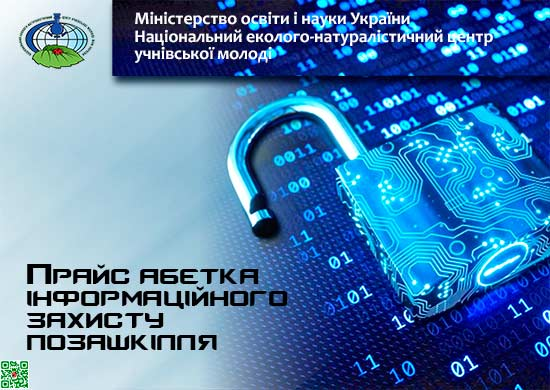 Міністерство освіти і науки України
Національний еколого-натуралістичний центр
учнівської молоді
Прайс абетка
інформаційного
захисту
позашкілля